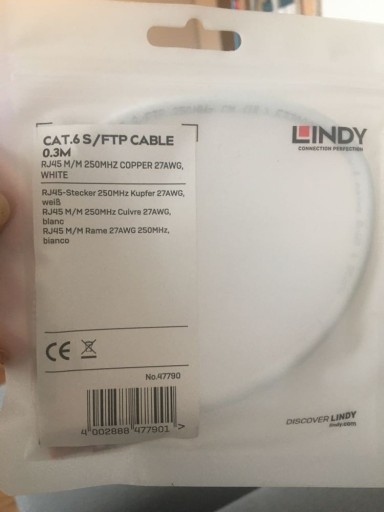 CAT.6 S/FTP CABLE
0.3M
RJ45 M/M 250MHZ COPPER 27AWG,
WHITE
RJ45-Stecker 250MHz Kupfer 27AWG,
weiß
RJ45 M/M 250MHz Cuivre 27AWG,
blanc
RJ45 M/M Rame 27AWG 250MHz,
bianco
CE
No.47790
4 002888 477901 >
LINDY
CONNECTION PERFECTION
DISCOVER LINDY
lindy.com